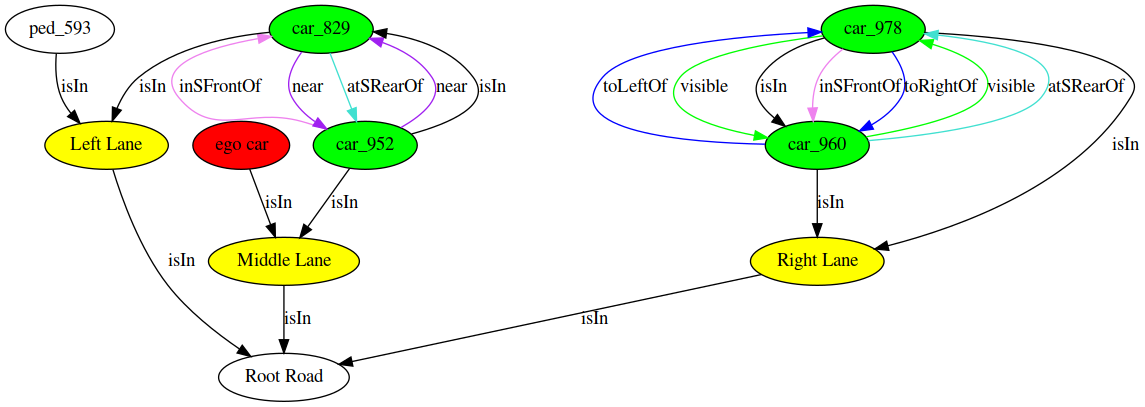 ped_593
car_829
car_978
isIn
isIn
inSFrontOf
near
atSRearOf
near
isIn
toLeftOf
visible
isIn
inSFrontOf
toRightOf
visible
atSRearOf
Left Lane
ego car
car_952
car_960
isIn
isIn
isIn
isIn
isIn
Middle Lane
Right Lane
isIn
isIn
Root Road